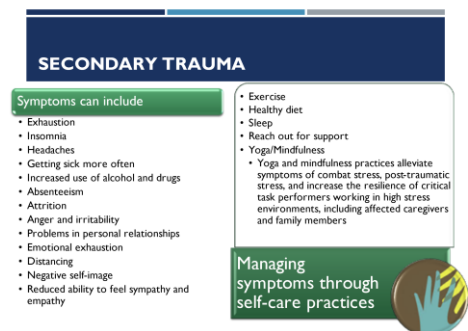 SECONDARY TRAUMA
Symptoms can include
• Exhaustion
• Insomnia
• Headaches
• Getting sick more often
• Increased use of alcohol and drugs
• Absenteeism
• Attrition
• Anger and irritability
• Problems in personal relationships
• Emotional exhaustion
• Distancing
• Negative self-image
• Reduced ability to feel sympathy and
empathy
• Exercise
• Healthy diet
• Sleep
• Reach out for support
• Yoga/Mindfulness
• Yoga and mindfulness practices alleviate
symptoms of combat stress, post-traumatic
stress, and increase the resilience of critical
task performers working in high stress
environments, including affected caregivers
and family members
Managing
symptoms through
self-care practices